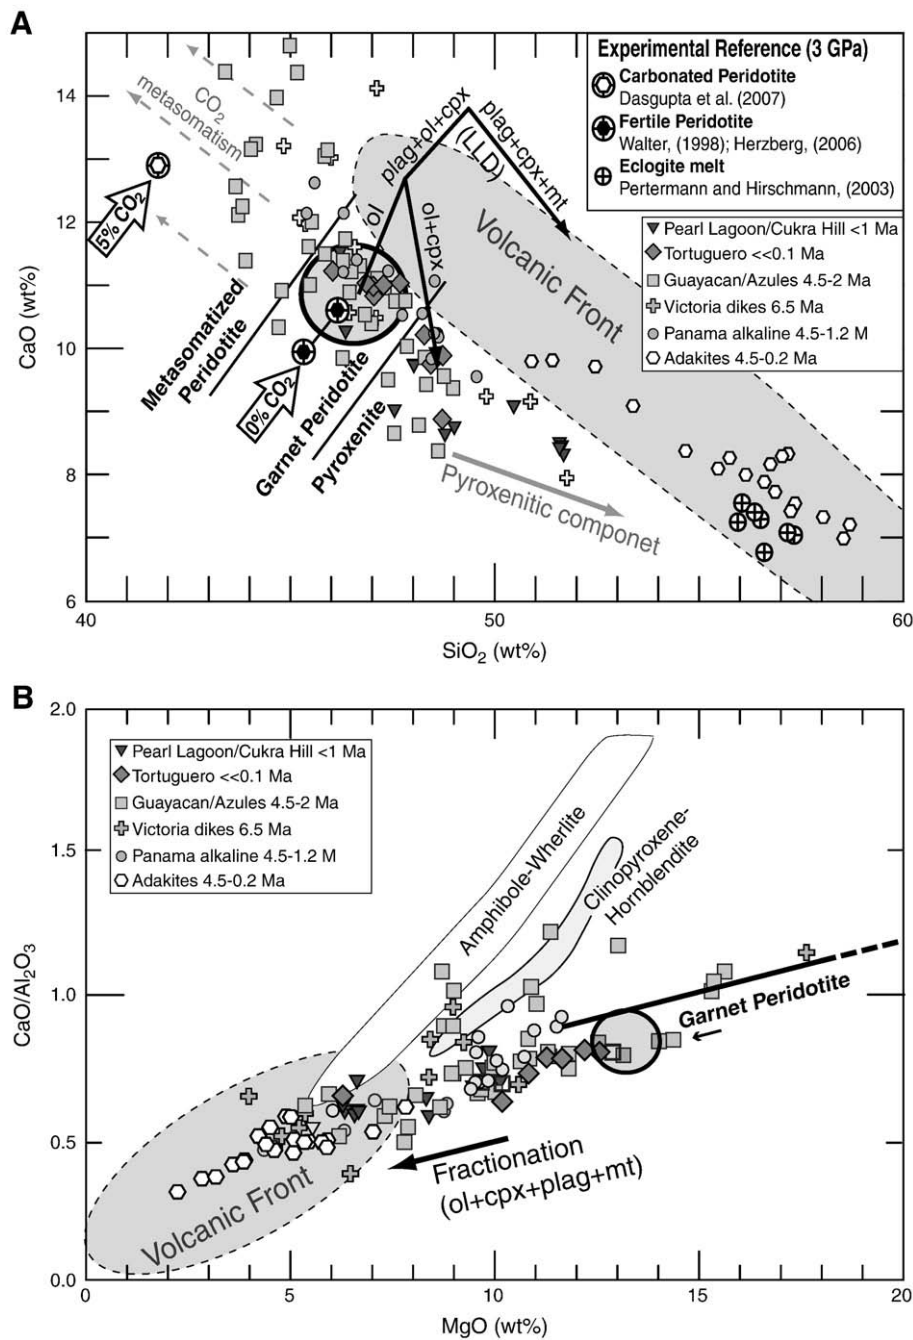 A
Experimental Reference (3 GPa)
Carbonated Peridotite
Dasgupta et al. (2007)
Fertile Peridotite
Walter, (1998); Herzberg, (2006)
Eclogite melt
Pertermann and Hirschmann, (2003)
Pearl Lagoon/Cukra Hill <1 Ma
Tortuguero <<0.1 Ma
Guayacan/Azules 4.5-2 Ma
Victoria dikes 6.5 Ma
Panama alkaline 4.5-1.2 M
Adakites 4.5-0.2 Ma
CO2
metasomatism
5% CO2
0% CO2
plag+ol+cpx
(LLD)
plag+cpx+mt
ol
ol+cpx
Volcanic Front
Metasomatized
Peridotite
Garnet Peridotite
Pyroxenite
Pyroxenitic componet
14
12
10
8
6
CaO (wt%)
40
50
60
SiO2 (wt%)
B
Pearl Lagoon/Cukra Hill <1 Ma
Tortuguero <<0.1 Ma
Guayacan/Azules 4.5-2 Ma
Victoria dikes 6.5 Ma
Panama alkaline 4.5-1.2 M
Adakites 4.5-0.2 Ma
Amphibole-Wherlite
Clinopyroxene-
Hornblendite
Garnet Peridotite
Fractionation
(ol+cpx+plag+mt)
Volcanic Front
2.0
1.5
1.0
0.5
0.0
CaO/Al2O3
0
5
10
15
20
MgO (wt%)